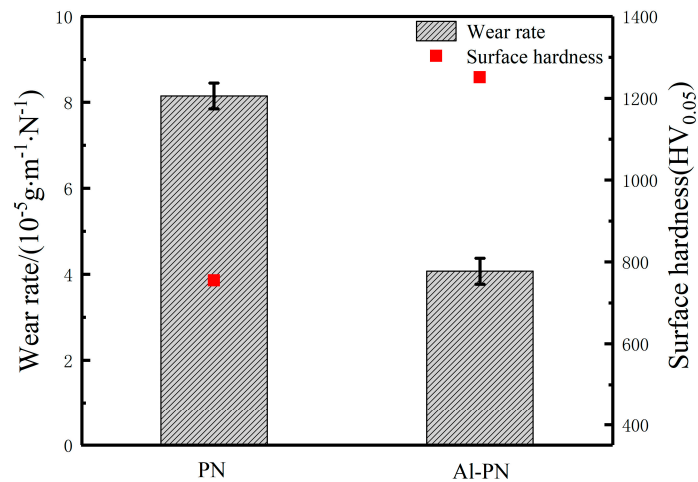 Wear rate
Surface hardness
Wear rate/(10⁻⁵g·m⁻¹·N⁻¹)
10
8
6
4
2
0
1400
1200
1000
800
600
400
Surface hardness(HV₀.₀₅)
PN
Al-PN